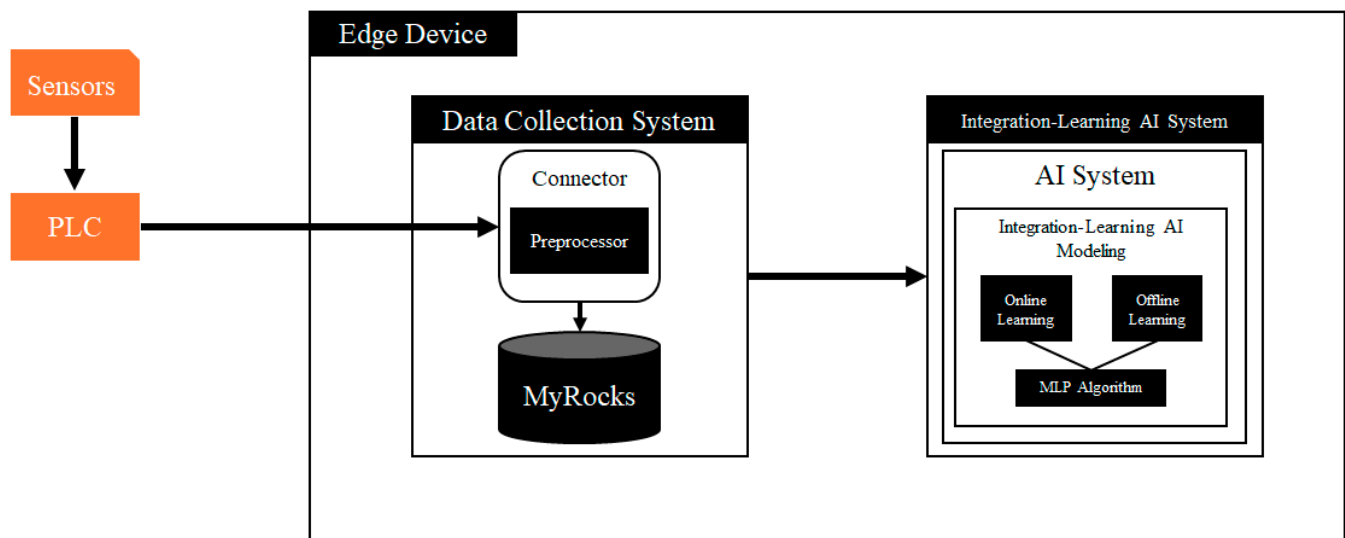 Edge Device
Sensors
PLC
Data Collection System
Connector
Preprocessor
MyRocks
Integration-Learning AI System
AI System
Integration-Learning AI
Modeling
Online
Learning
Offline
Learning
MLP Algorithm